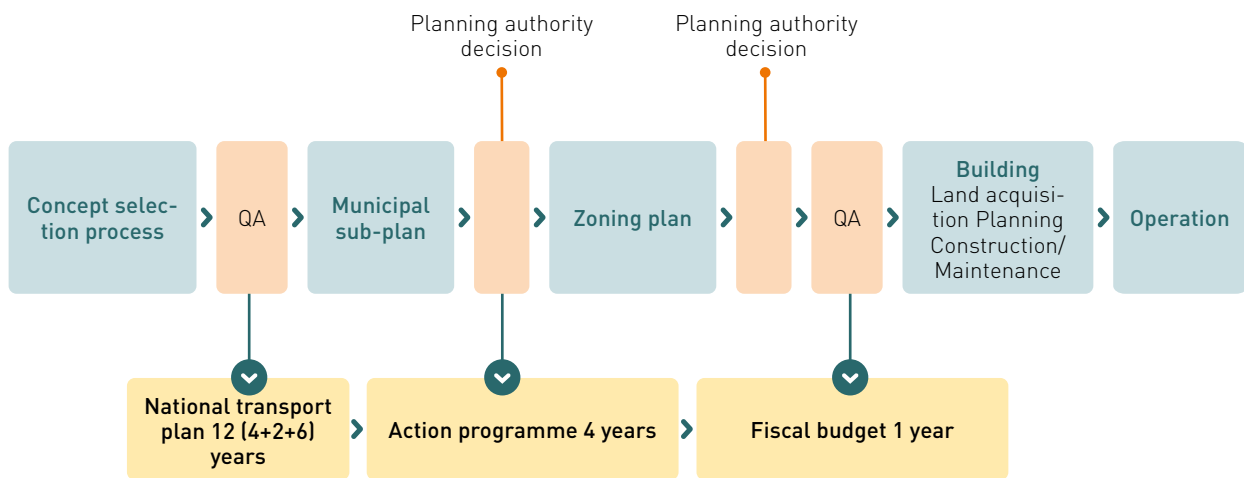 Planning authority
decision
Planning authority
decision
Concept selec-
tion process
QA
Municipal
sub-plan
Zoning plan
QA
Building
Land acquisi-
tion Planning
Construction/
Maintenance
Operation
National transport
plan 12 (4+2+6)
years
Action programme 4 years
Fiscal budget 1 year